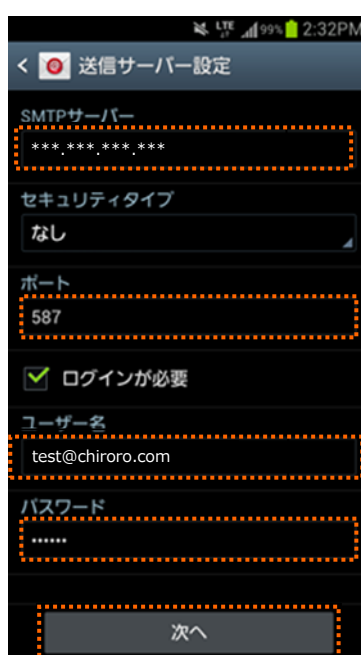 LTE 99% 2:32PM
< 送信サーバー設定
SMTPサーバー
***.***.***.***
セキュリティタイプ
なし
ポート
587
ログインが必要
ユーザー名
test@chiroro.com
パスワード
••••••
次へ